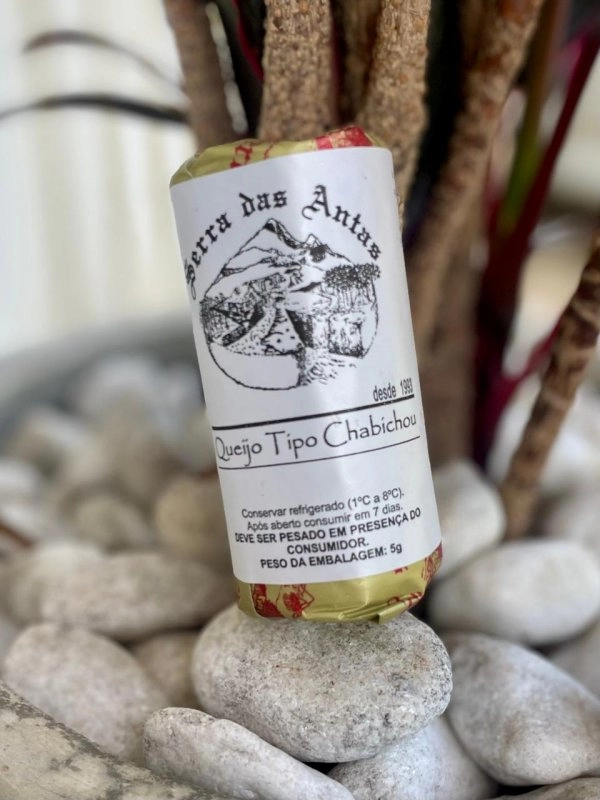 Serra das Antas
desde 1993
Queijo Tipo Chabichou
Conservar refrigerado (1ºC a 8ºC).
Após aberto consumir em 7 dias.
DEVE SER PESADO EM PRESENÇA DO
CONSUMIDOR.
PESO DA EMBALAGEM: 5g